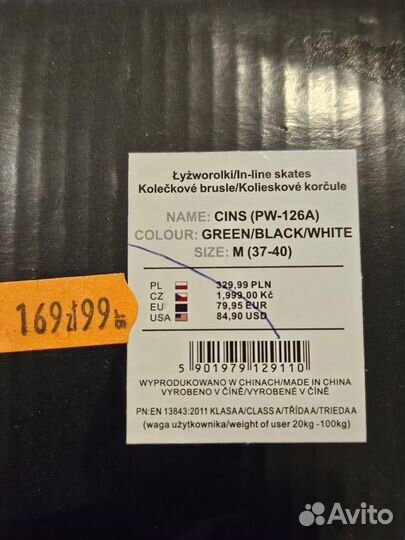 Łyżworolki/In-line skates
Kolečkové brusle/Kolieskové korčule
NAME: CINS (PW-126A)
COLOUR: GREEN/BLACK/WHITE
SIZE: M (37-40)
PL 329,99 PLN
CZ 1,999,00 Kč
EU 79,95 EUR
USA 84,90 USD
169zł99gr
5 901979 129110
WYPRODUKOWANO W CHINACH/MADE IN CHINA
VYROBENO V ČÍNĚ/VYROBENÉ V ČÍNE
PN:EN 13843:2011 KLASA A/CLASS A/TŘÍDA A/TRIEDA A
(waga użytkownika/weight of user 20kg -100kg)
Avito